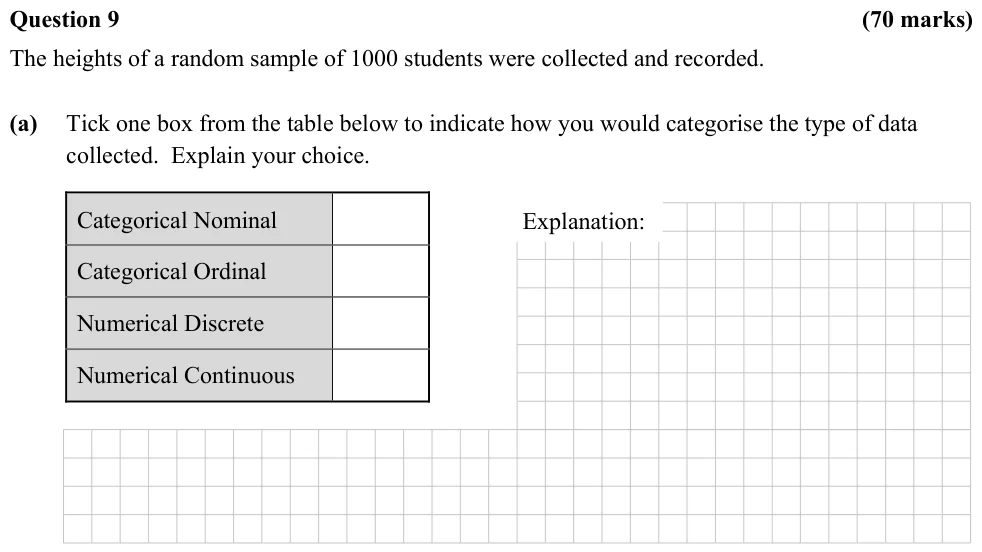 Question 9 (70 marks)
The heights of a random sample of 1000 students were collected and recorded.
(a) Tick one box from the table below to indicate how you would categorise the type of data
collected. Explain your choice.
Categorical Nominal
Categorical Ordinal
Numerical Discrete
Numerical Continuous
Explanation: